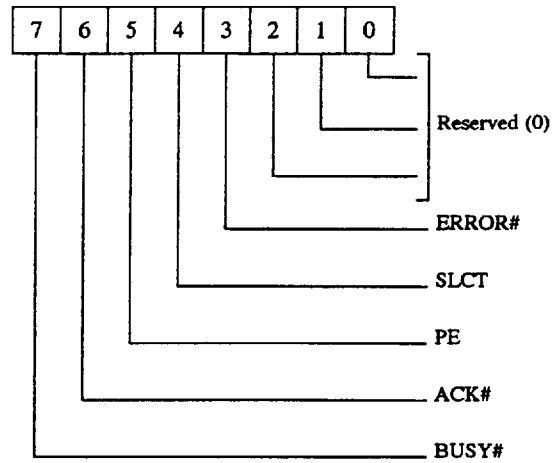 7 6 5 4 3 2 1 0
Reserved (0)
ERROR#
SLCT
PE
ACK#
BUSY#